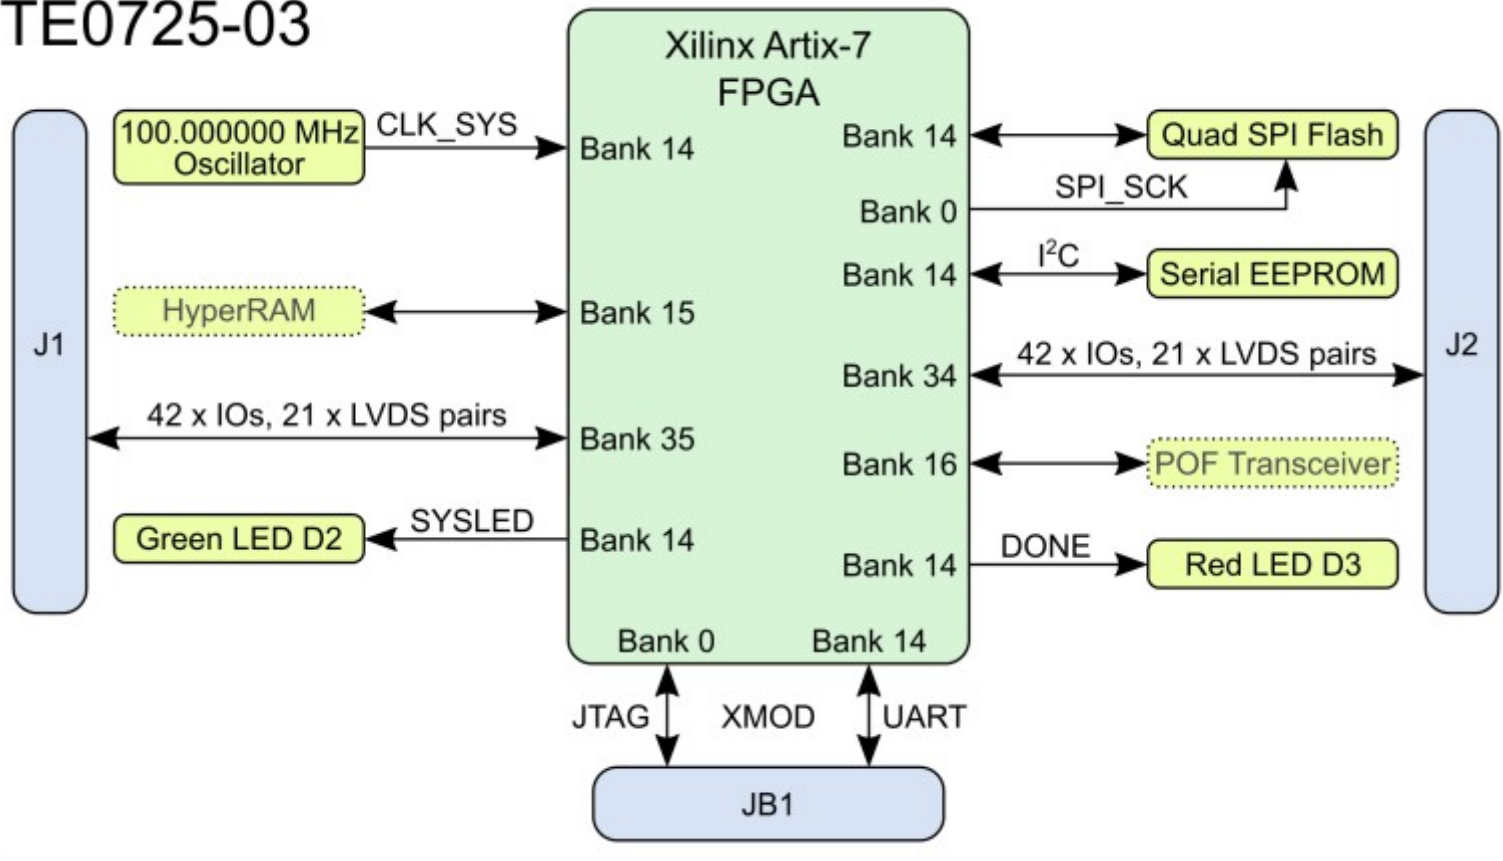 TE0725-03
Xilinx Artix-7
FPGA
J1
100.000000 MHz
Oscillator
CLK_SYS
Bank 14
HyperRAM
Bank 15
42 x IOs, 21 x LVDS pairs
Bank 35
Green LED D2
SYSLED
Bank 14
Bank 14
Quad SPI Flash
Bank 0
SPI_SCK
Bank 14
I²C
Serial EEPROM
Bank 34
42 x IOs, 21 x LVDS pairs
J2
Bank 16
POF Transceiver
Bank 14
DONE
Red LED D3
Bank 0
Bank 14
JTAG
XMOD
UART
JB1